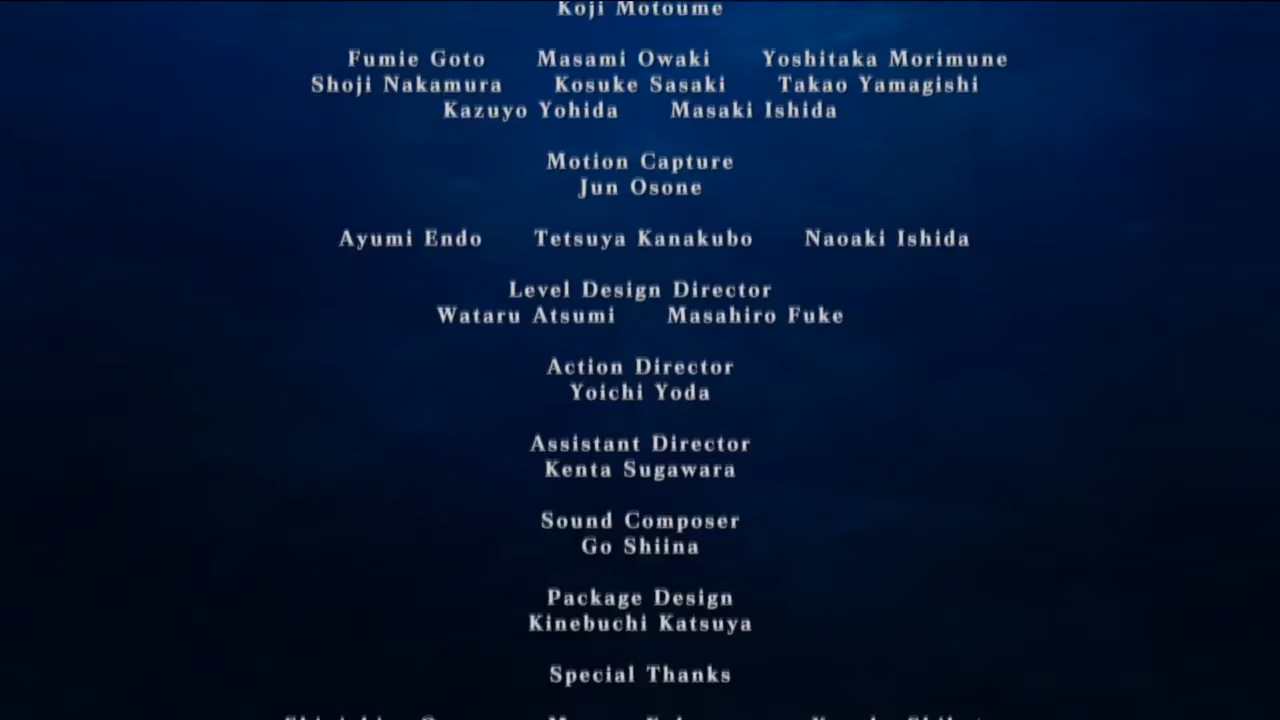 Koji Motoume
Fumie Goto Masami Owaki Yoshitaka Morimune
Shoji Nakamura Kosuke Sasaki Takao Yamagishi
Kazuyo Yohida Masaki Ishida
Motion Capture
Jun Osone
Ayumi Endo Tetsuya Kanakubo Naoaki Ishida
Level Design Director
Wataru Atsumi Masahiro Fuke
Action Director
Yoichi Yoda
Assistant Director
Kenta Sugawara
Sound Composer
Go Shiina
Package Design
Kinebuchi Katsuya
Special Thanks